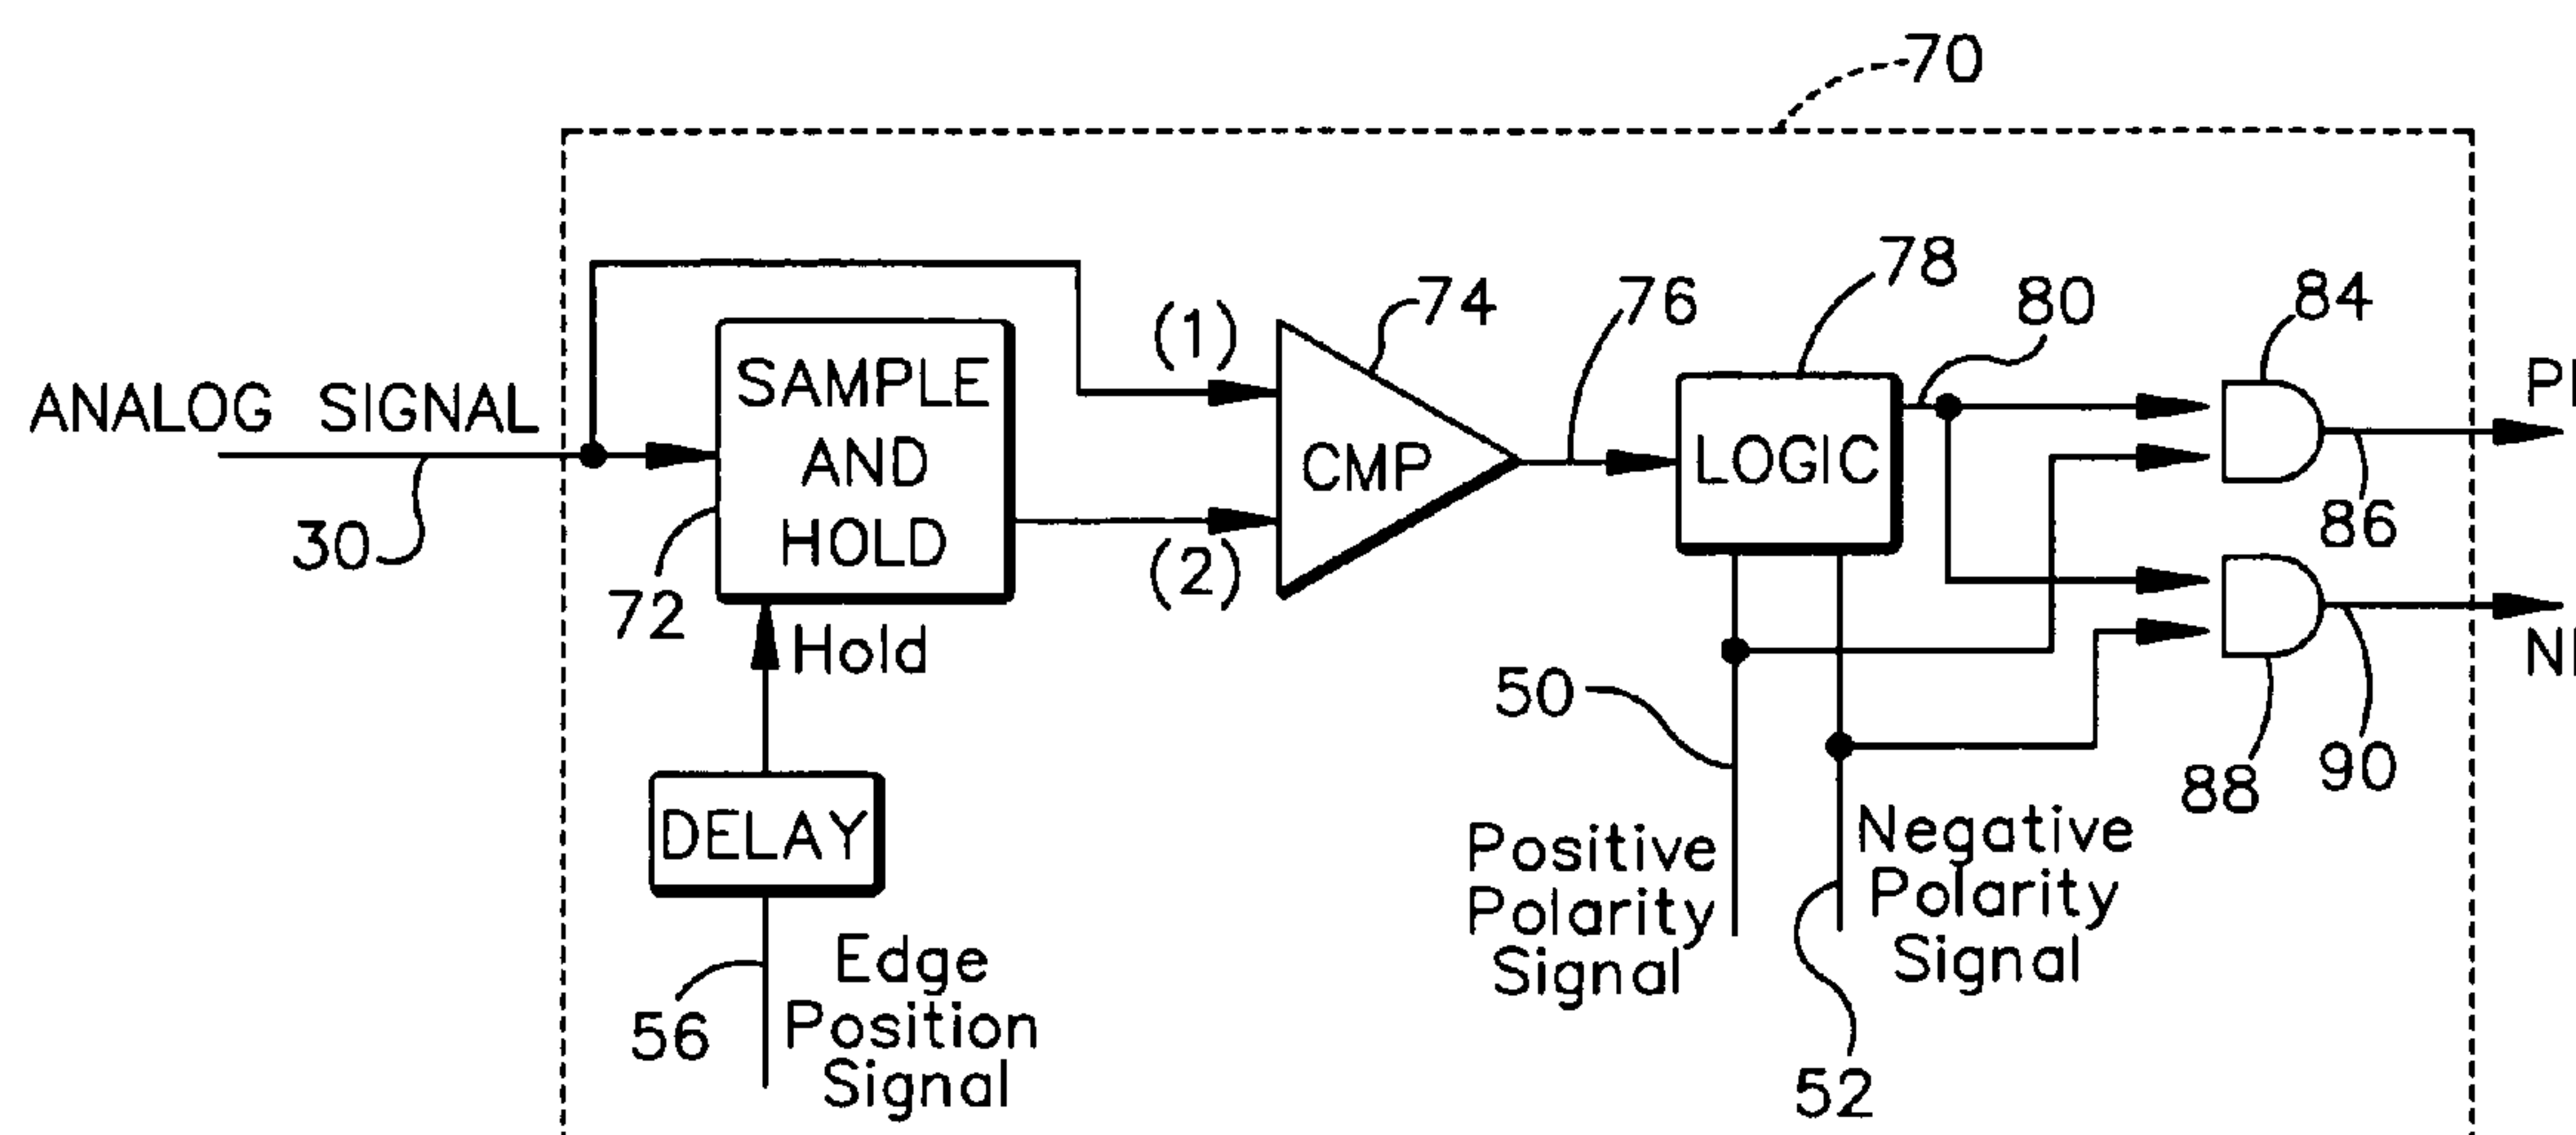 70
ANALOG SIGNAL
30
SAMPLE
AND
HOLD
72
Hold
DELAY
56
Edge
Position
Signal
(1)
(2)
CMP
74
76
LOGIC
78
80
50
Positive
Polarity
Signal
Negative
Polarity
Signal
52
84
86
88
90